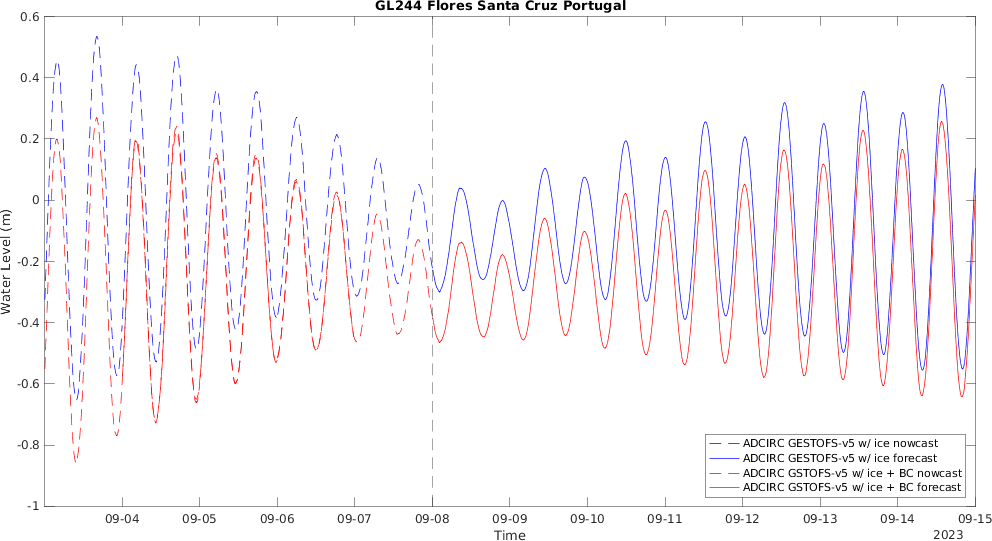 GL244 Flores Santa Cruz Portugal
0.6
0.4
0.2
0
-0.2
-0.4
-0.6
-0.8
-1
Water Level (m)
ADCIRC GESTOFS-v5 w/ ice nowcast
ADCIRC GESTOFS-v5 w/ ice forecast
ADCIRC GSTOFS-v5 w/ ice + BC nowcast
ADCIRC GSTOFS-v5 w/ ice + BC forecast
09-04 09-05 09-06 09-07 09-08 09-09 09-10 09-11 09-12 09-13 09-14 09-15
Time
2023